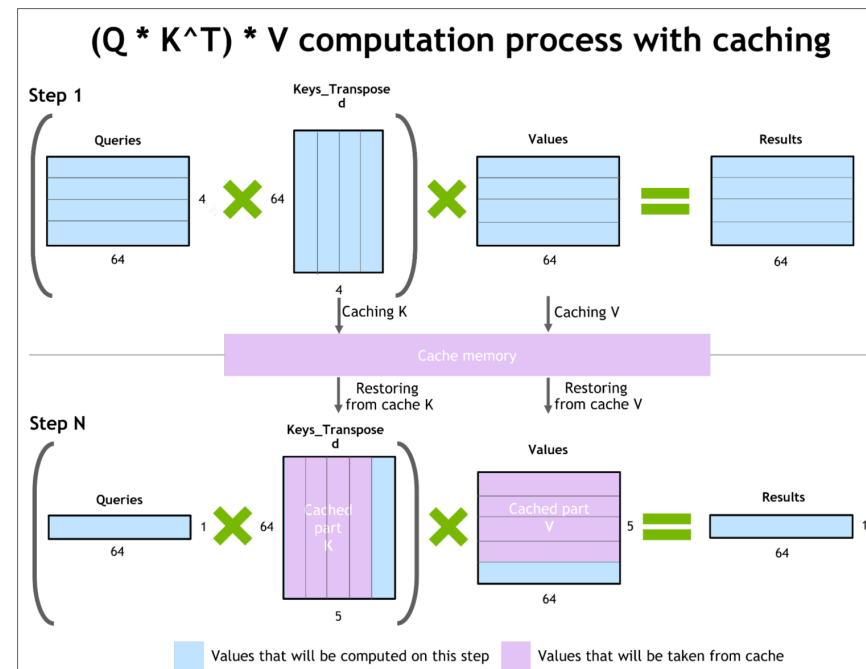 (Q * K^T) * V computation process with caching
Step 1
Keys_Transpose
d
Queries
Values
Results
4
64
64
4
64
64
Caching K
Caching V
Cache memory
Restoring
from cache K
Restoring
from cache V
Step N
Keys_Transpose
d
Values
Queries
Results
1
64
64
Cached
part
K
5
Cached part
V
5
64
1
64
Values that will be computed on this step
Values that will be taken from cache